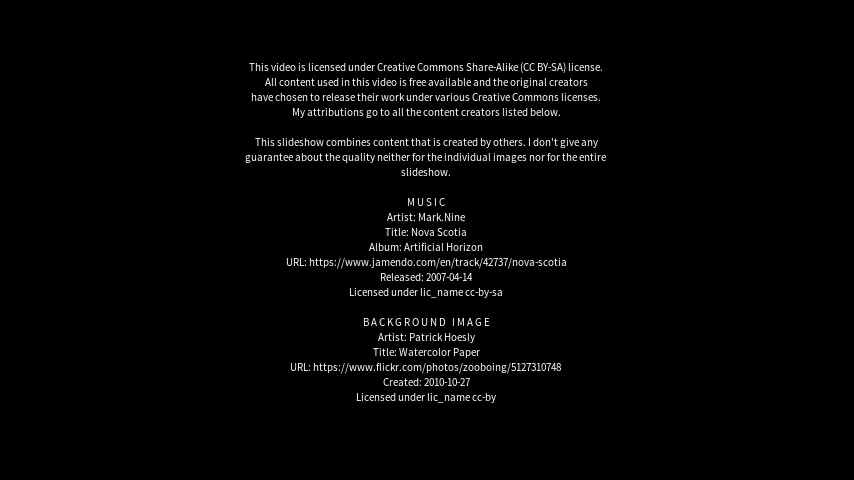 This video is licensed under Creative Commons Share-Alike (CC BY-SA) license.
All content used in this video is free available and the original creators
have chosen to release their work under various Creative Commons licenses.
My attributions go to all the content creators listed below.
This slideshow combines content that is created by others. I don't give any
guarantee about the quality neither for the individual images nor for the entire
slideshow.
MUSIC
Artist: Mark.Nine
Title: Nova Scotia
Album: Artificial Horizon
URL: https://www.jamendo.com/en/track/42737/nova-scotia
Released: 2007-04-14
Licensed under lic_name cc-by-sa
BACKGROUND IMAGE
Artist: Patrick Hoesly
Title: Watercolor Paper
URL: https://www.flickr.com/photos/zooboing/5127310748
Created: 2010-10-27
Licensed under lic_name cc-by